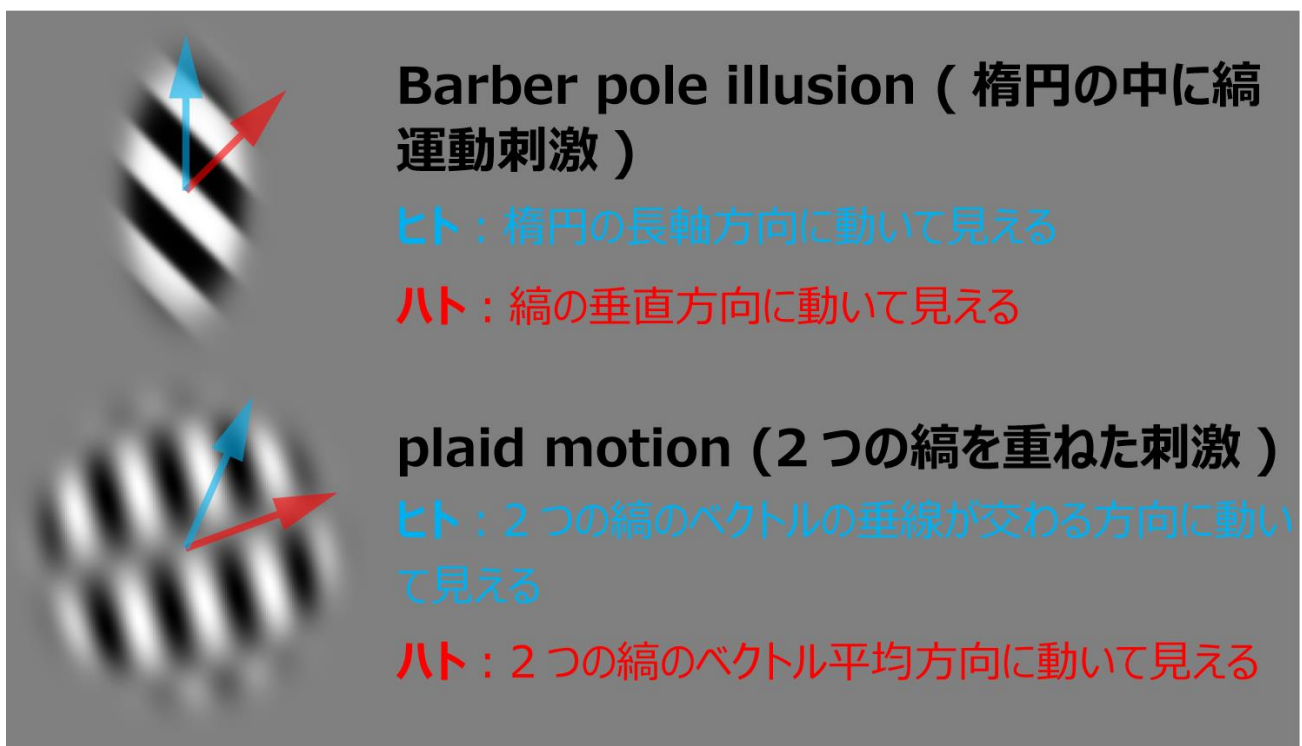 Barber pole illusion ( 楕円の中に縞
運動刺激 )
ヒト : 楕円の長軸方向に動いて見える
ハト : 縞の垂直方向に動いて見える
plaid motion (2 つの縞を重ねた刺激 )
ヒト : 2 つの縞のベクトルの垂線が交わる方向に動い
て見える
ハト : 2 つの縞のベクトル平均方向に動いて見える